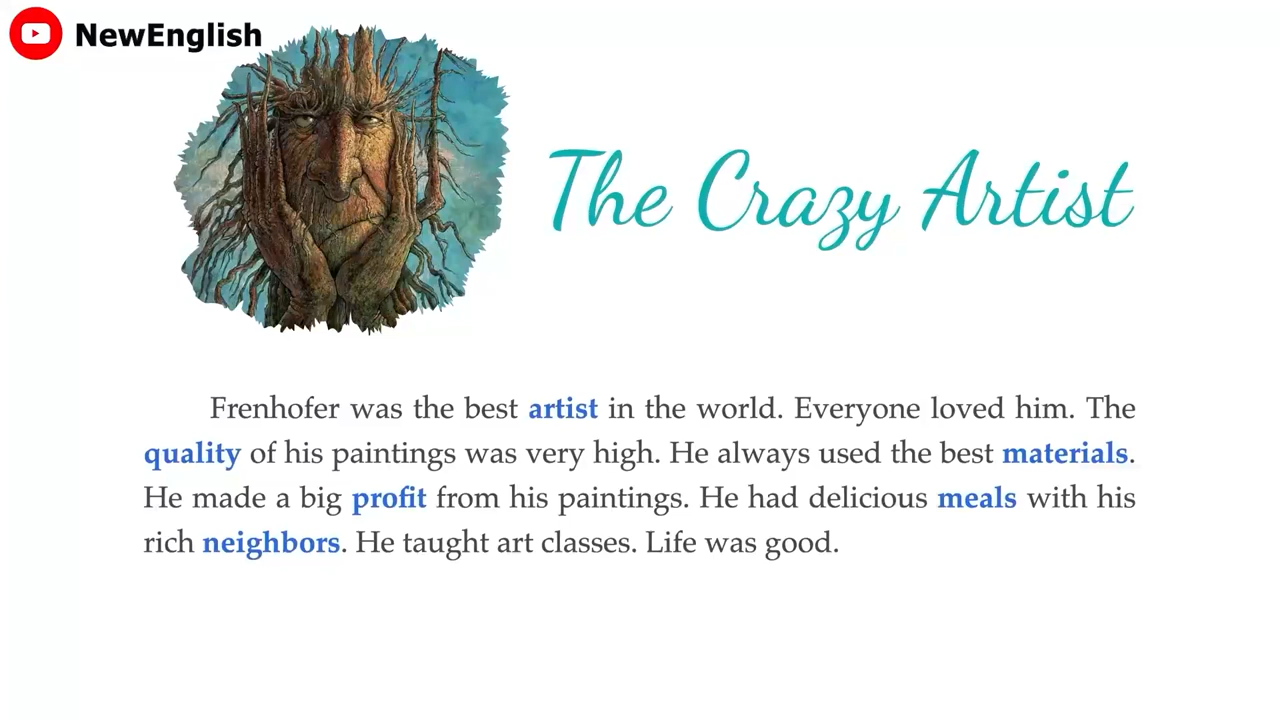 NewEnglish
The Crazy Artist
Frenhofer was the best artist in the world. Everyone loved him. The
quality of his paintings was very high. He always used the best materials.
He made a big profit from his paintings. He had delicious meals with his
rich neighbors. He taught art classes. Life was good.